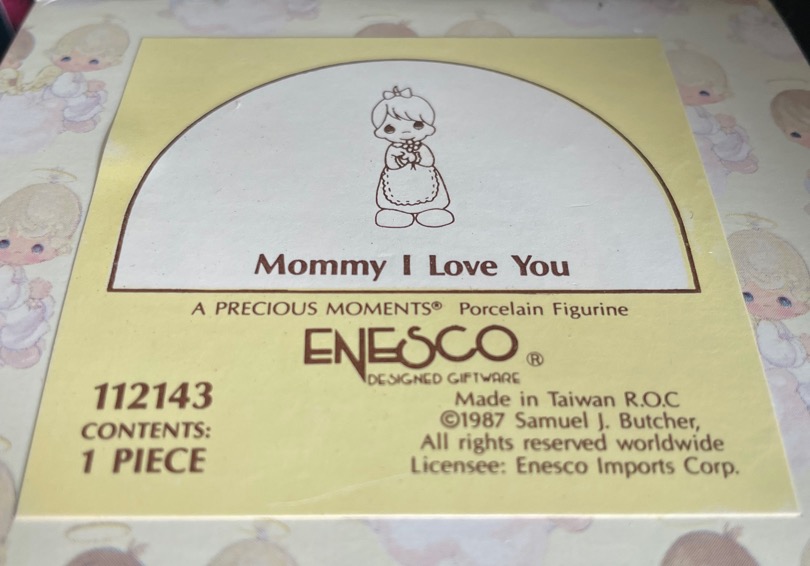 Mommy I Love You
A PRECIOUS MOMENTS® Porcelain Figurine
ENESCO®
DESIGNED GIFTWARE
112143
CONTENTS:
1 PIECE
Made in Taiwan R.O.C
©1987 Samuel J. Butcher,
All rights reserved worldwide
Licensee: Enesco Imports Corp.